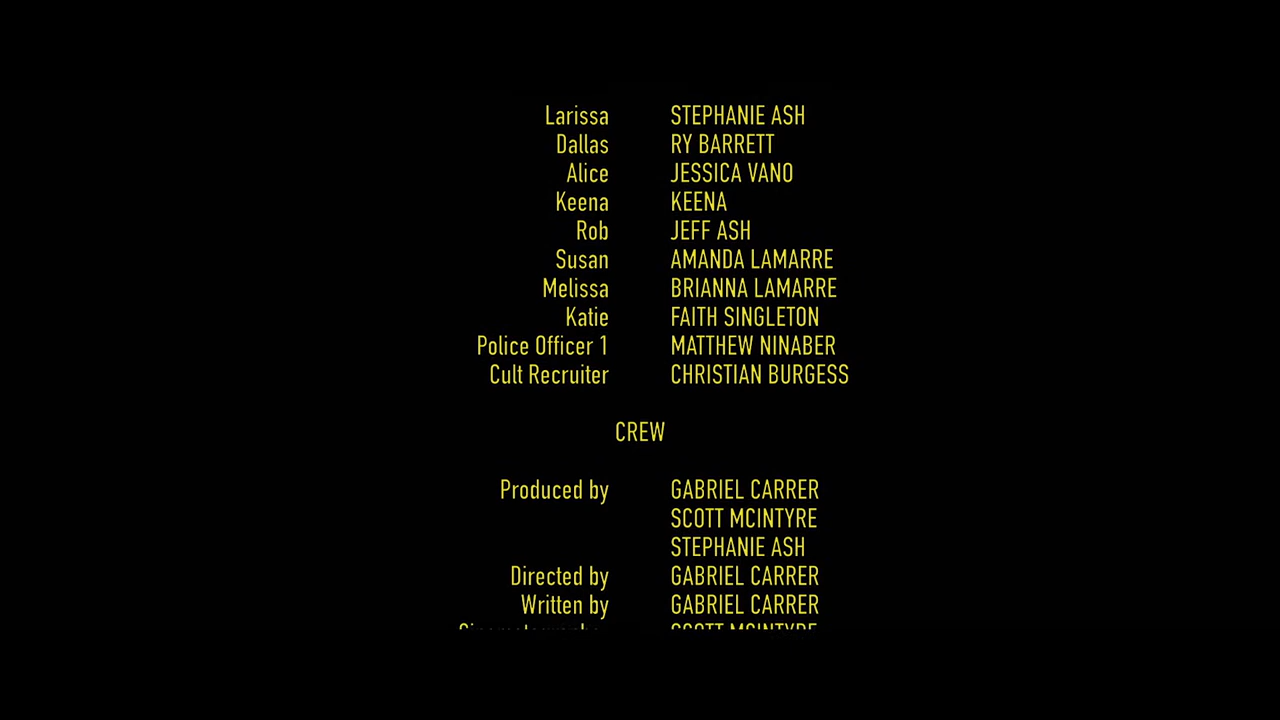 Larissa STEPHANIE ASH
Dallas RY BARRETT
Alice JESSICA VANO
Keena KEENA
Rob JEFF ASH
Susan AMANDA LAMARRE
Melissa BRIANNA LAMARRE
Katie FAITH SINGLETON
Police Officer 1 MATTHEW NINABER
Cult Recruiter CHRISTIAN BURGESS
CREW
Produced by GABRIEL CARRER
SCOTT MCINTYRE
STEPHANIE ASH
Directed by GABRIEL CARRER
Written by GABRIEL CARRER
SCOTT MCINTYRE